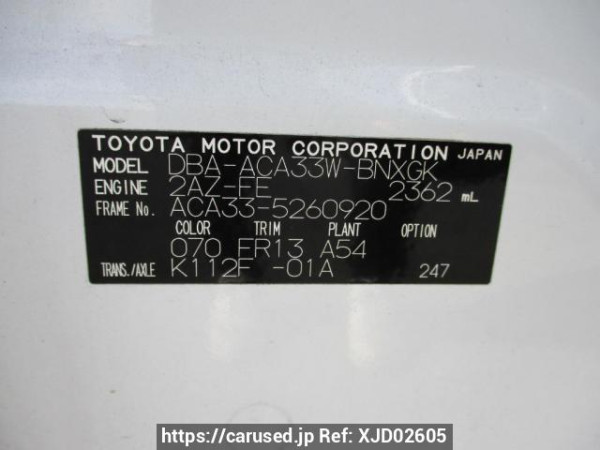 TOYOTA MOTOR CORPORATION JAPAN
MODEL DBA-ACA33W-BNXGK
ENGINE 2AZ-FE 2362 mL
FRAME No. ACA33-5260920
COLOR TRIM PLANT OPTION
070 FR13 A54
TRANS./AXLE K112F -01A 247
https://carused.jp Ref: XJD02605